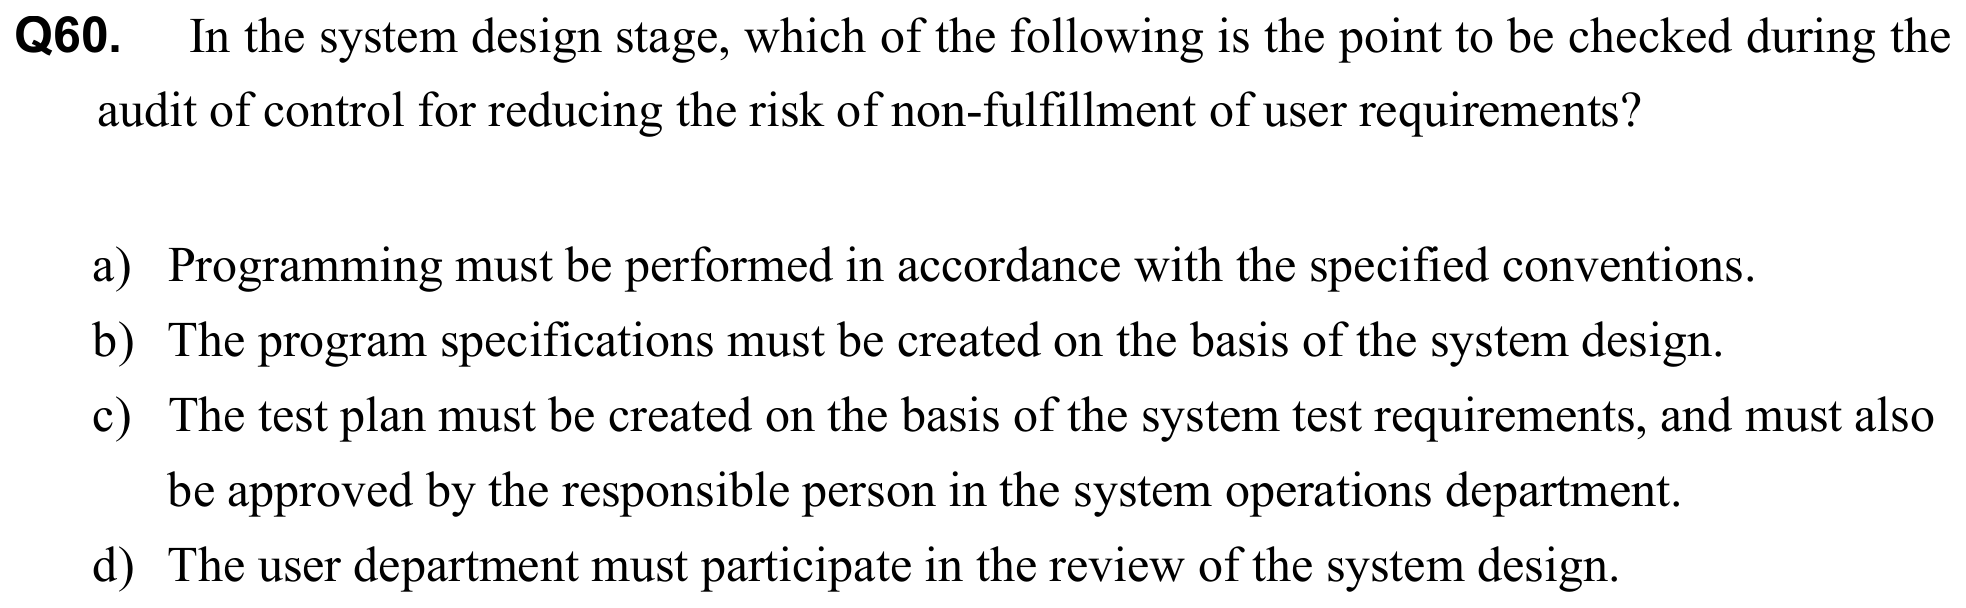 Q60. In the system design stage, which of the following is the point to be checked during the
audit of control for reducing the risk of non-fulfillment of user requirements?
a) Programming must be performed in accordance with the specified conventions.
b) The program specifications must be created on the basis of the system design.
c) The test plan must be created on the basis of the system test requirements, and must also
be approved by the responsible person in the system operations department.
d) The user department must participate in the review of the system design.